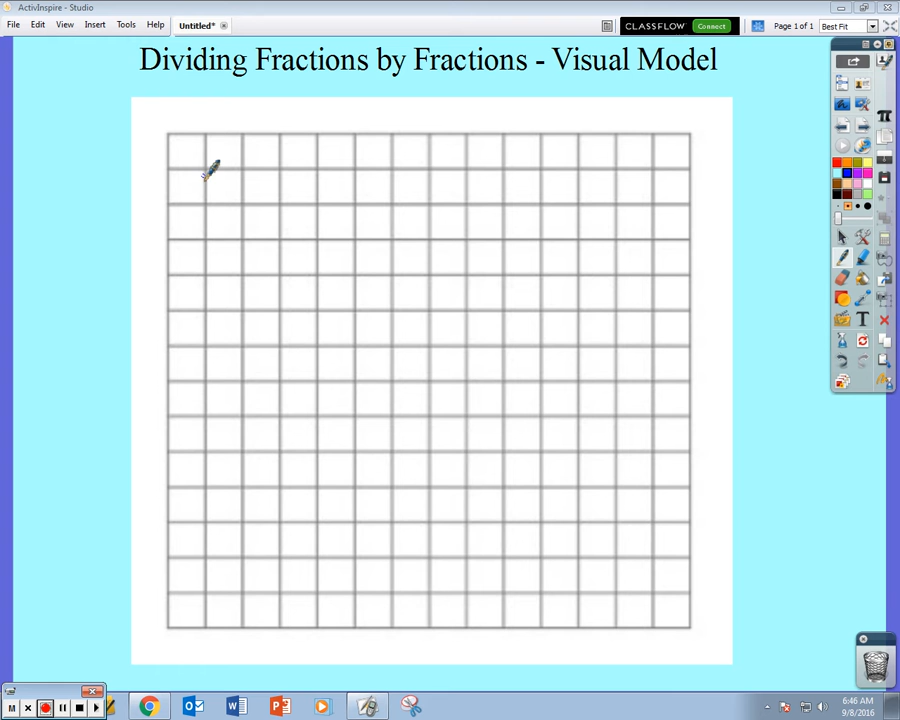 ActivInspire - Studio
File Edit View Insert Tools Help Untitled* CLASSFLOW Connect Page 1 of 1 Best Fit
Dividing Fractions by Fractions - Visual Model
T
M
6:46 AM
9/8/2016